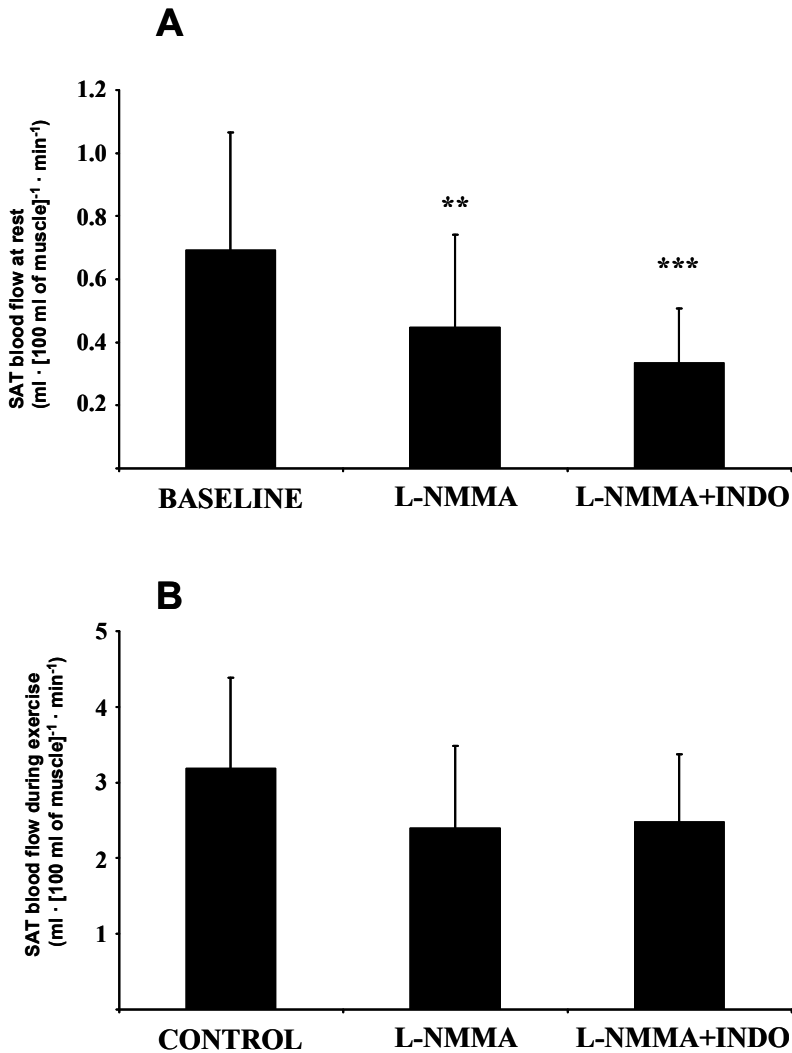 A
SAT blood flow at rest
(ml · [100 ml of muscle]-1 · min-1)
1.2
1.0
0.8
0.6
0.4
0.2
**
***
BASELINE L-NMMA L-NMMA+INDO
B
SAT blood flow during exercise
(ml · [100 ml of muscle]-1 · min-1)
5
4
3
2
1
CONTROL L-NMMA L-NMMA+INDO